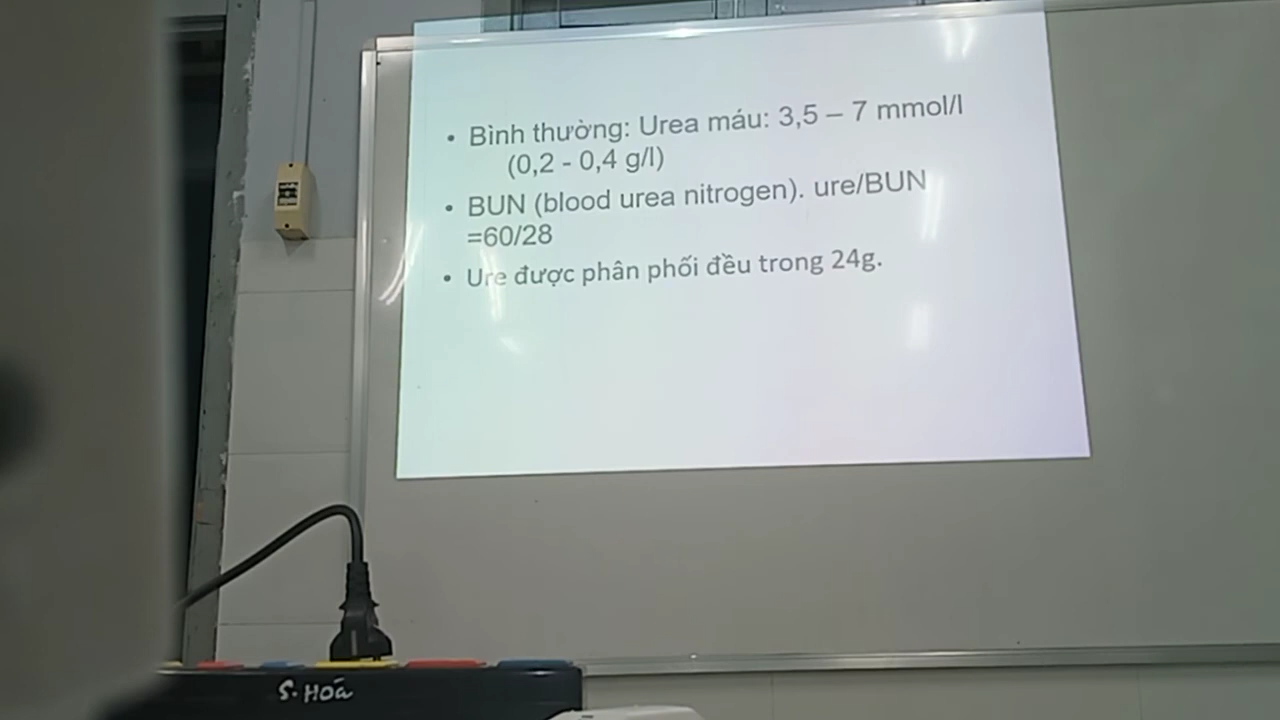 • Bình thường: Urea máu: 3,5 – 7 mmol/l
(0,2 - 0,4 g/l)
• BUN (blood urea nitrogen). ure/BUN
=60/28
• Ure được phân phối đều trong 24g.
S. Hóa